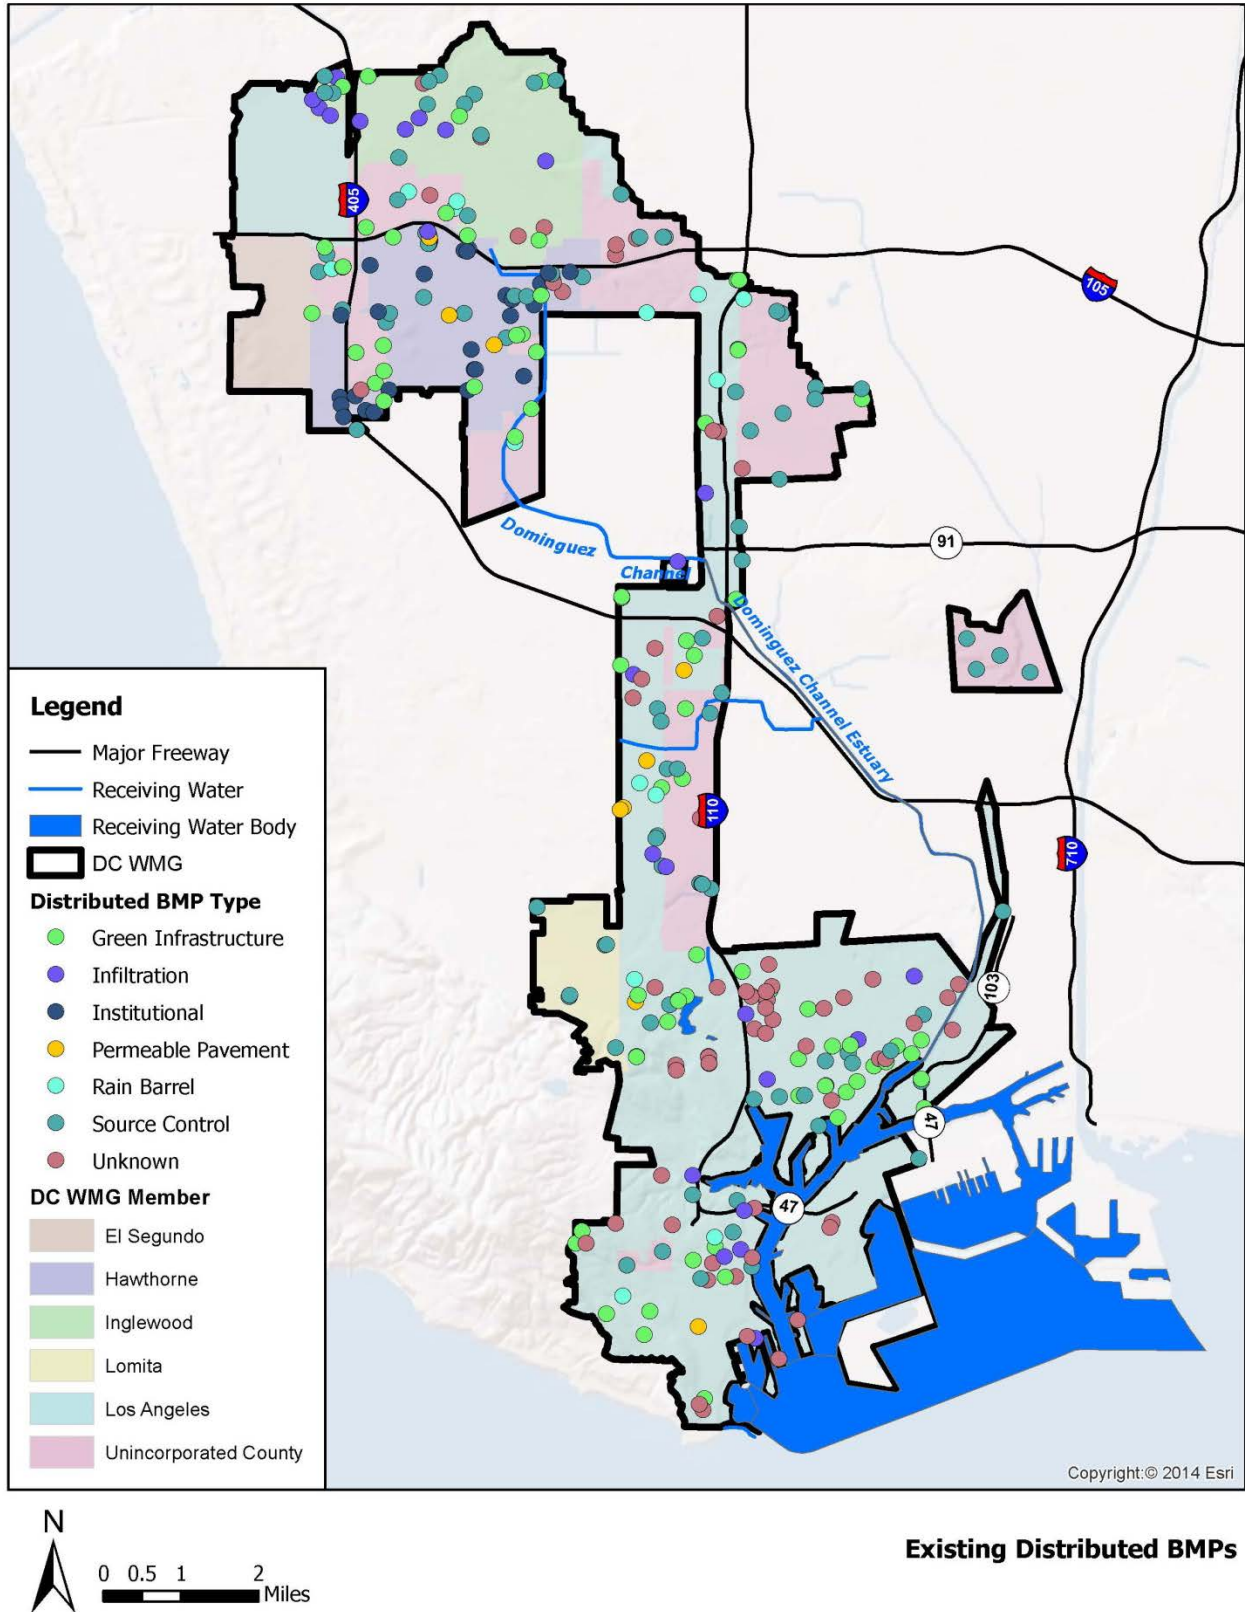 405
105
91
Dominguez
Channel
Dominguez Channel Estuary
110
710
103
47
47
Legend
Major Freeway
Receiving Water
Receiving Water Body
DC WMG
Distributed BMP Type
Green Infrastructure
Infiltration
Institutional
Permeable Pavement
Rain Barrel
Source Control
Unknown
DC WMG Member
El Segundo
Hawthorne
Inglewood
Lomita
Los Angeles
Unincorporated County
Copyright:© 2014 Esri
N
0 0.5 1 2
Miles
Existing Distributed BMPs